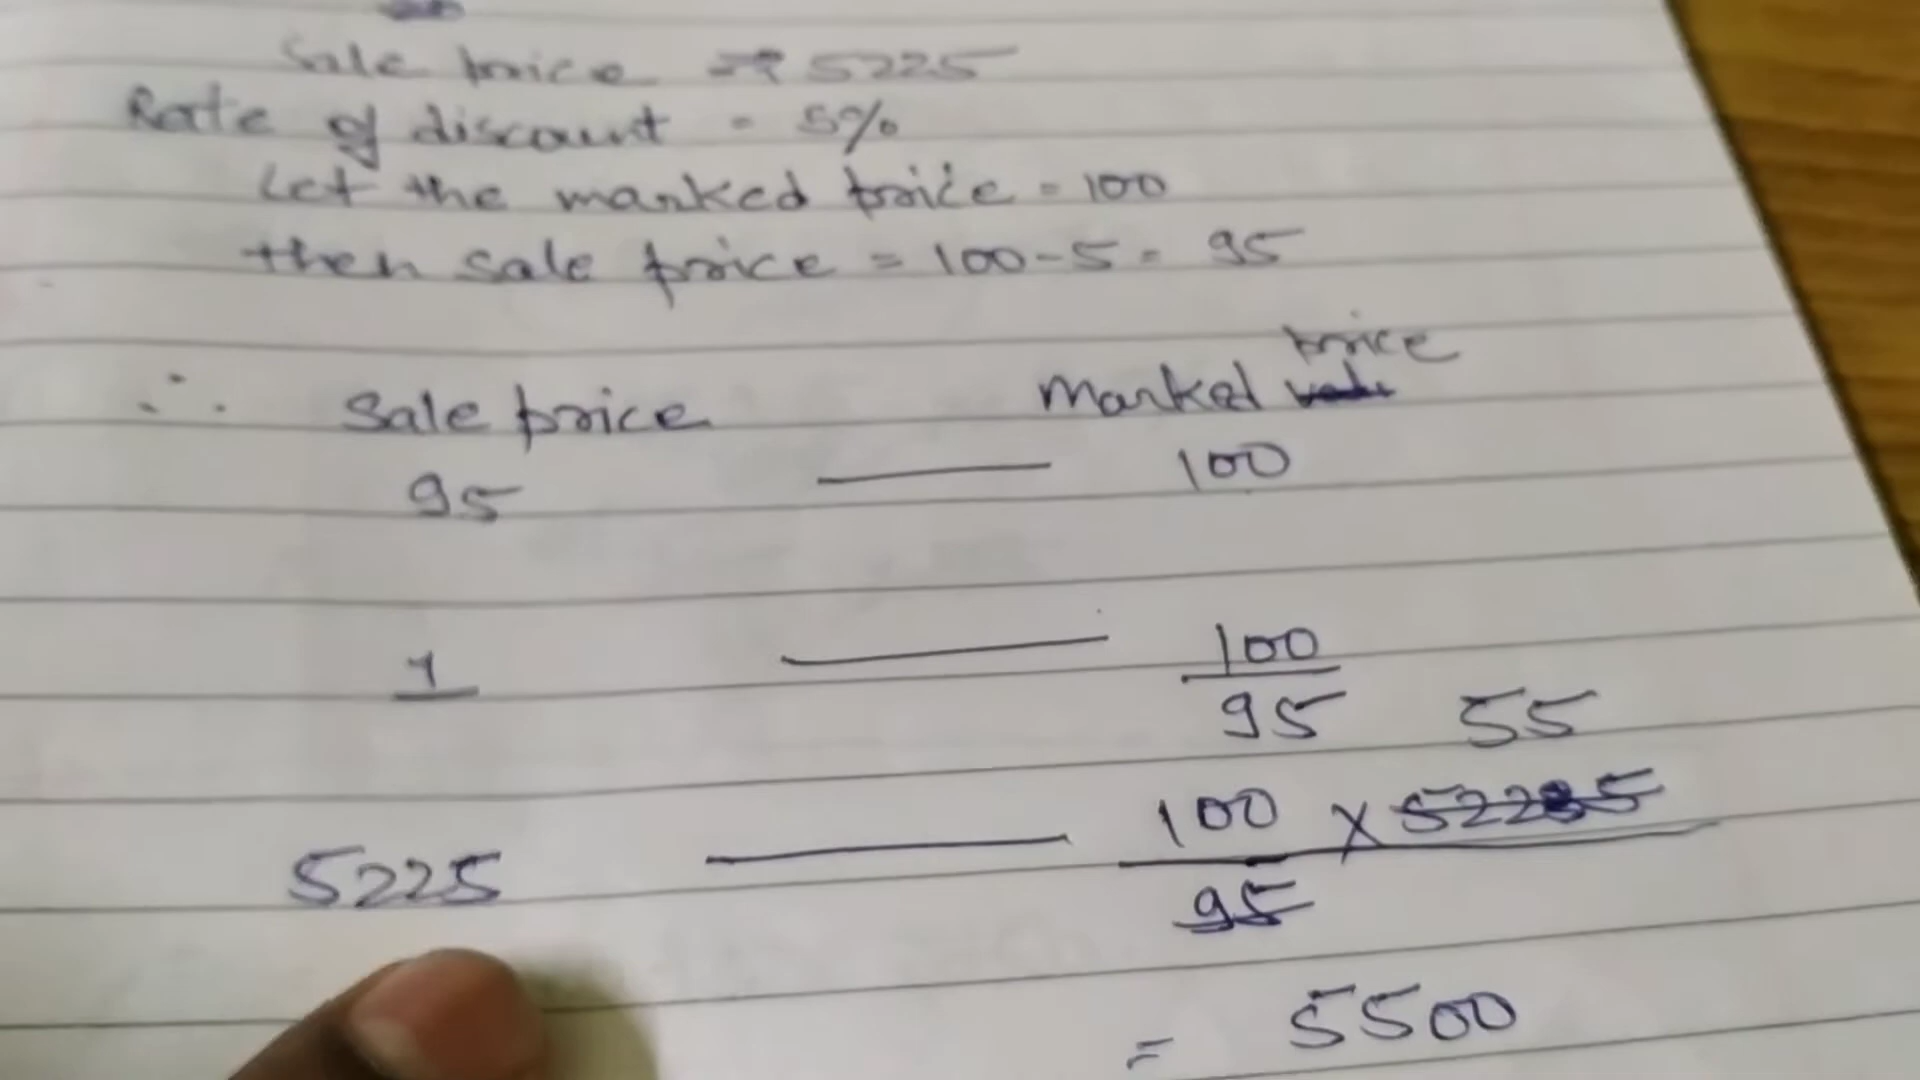 Sale price = ₹ 5225
Rate of discount = 5%
Let the marked price = 100
then sale price = 100 - 5 = 95
∴ Sale price Marked price
95 — 100
1 — 100/95
55
5225 — 100 × 5225 / 95
= 5500